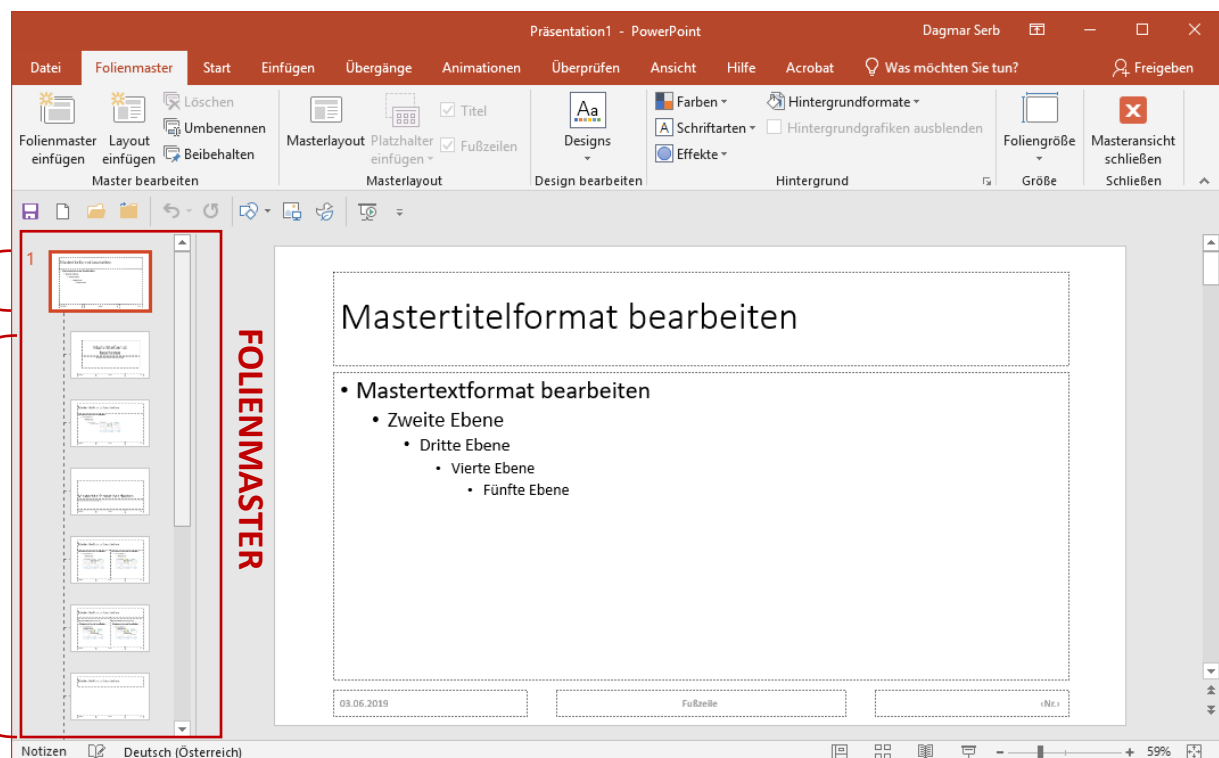 Präsentation1 - PowerPoint
Dagmar Serb
Datei Folienmaster Start Einfügen Übergänge Animationen Überprüfen Ansicht Hilfe Acrobat Was möchten Sie tun? Freigeben
Folienmaster einfügen
Layout einfügen
Löschen
Umbenennen
Beibehalten
Master bearbeiten
Masterlayout
Platzhalter einfügen
Titel
Fußzeilen
Masterlayout
Aa
Designs
Design bearbeiten
Farben
A Schriftarten
Effekte
Hintergrundformate
Hintergrundgrafiken ausblenden
Hintergrund
Foliengröße
Größe
Masteransicht schließen
Schließen
1
FOLIENMASTER
Mastertitelformat bearbeiten
• Mastertextformat bearbeiten
• Zweite Ebene
• Dritte Ebene
• Vierte Ebene
• Fünfte Ebene
03.06.2019
Fußzeile
‹Nr.›
Notizen
Deutsch (Österreich)
59%